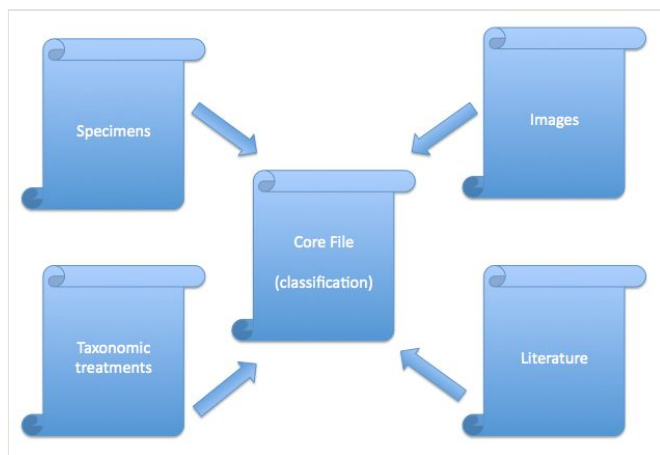 Specimens
Images
Core File
(classification)
Taxonomic
treatments
Literature